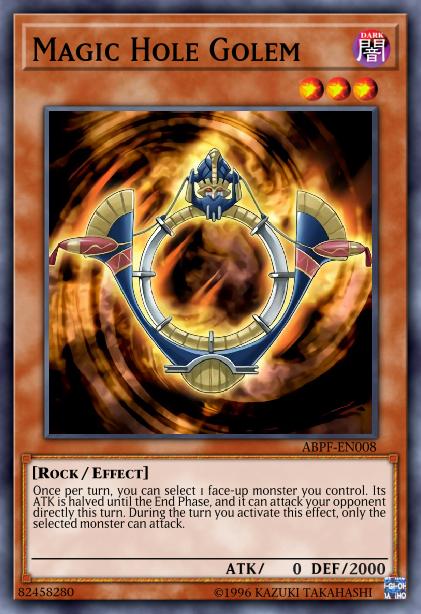 MAGIC HOLE GOLEM
DARK
闇
ABPF-EN008
[ROCK / EFFECT]
Once per turn, you can select 1 face-up monster you control. Its
ATK is halved until the End Phase, and it can attack your opponent
directly this turn. During the turn you activate this effect, only the
selected monster can attack.
ATK/ 0 DEF/2000
82458280
©1996 KAZUKI TAKAHASHI